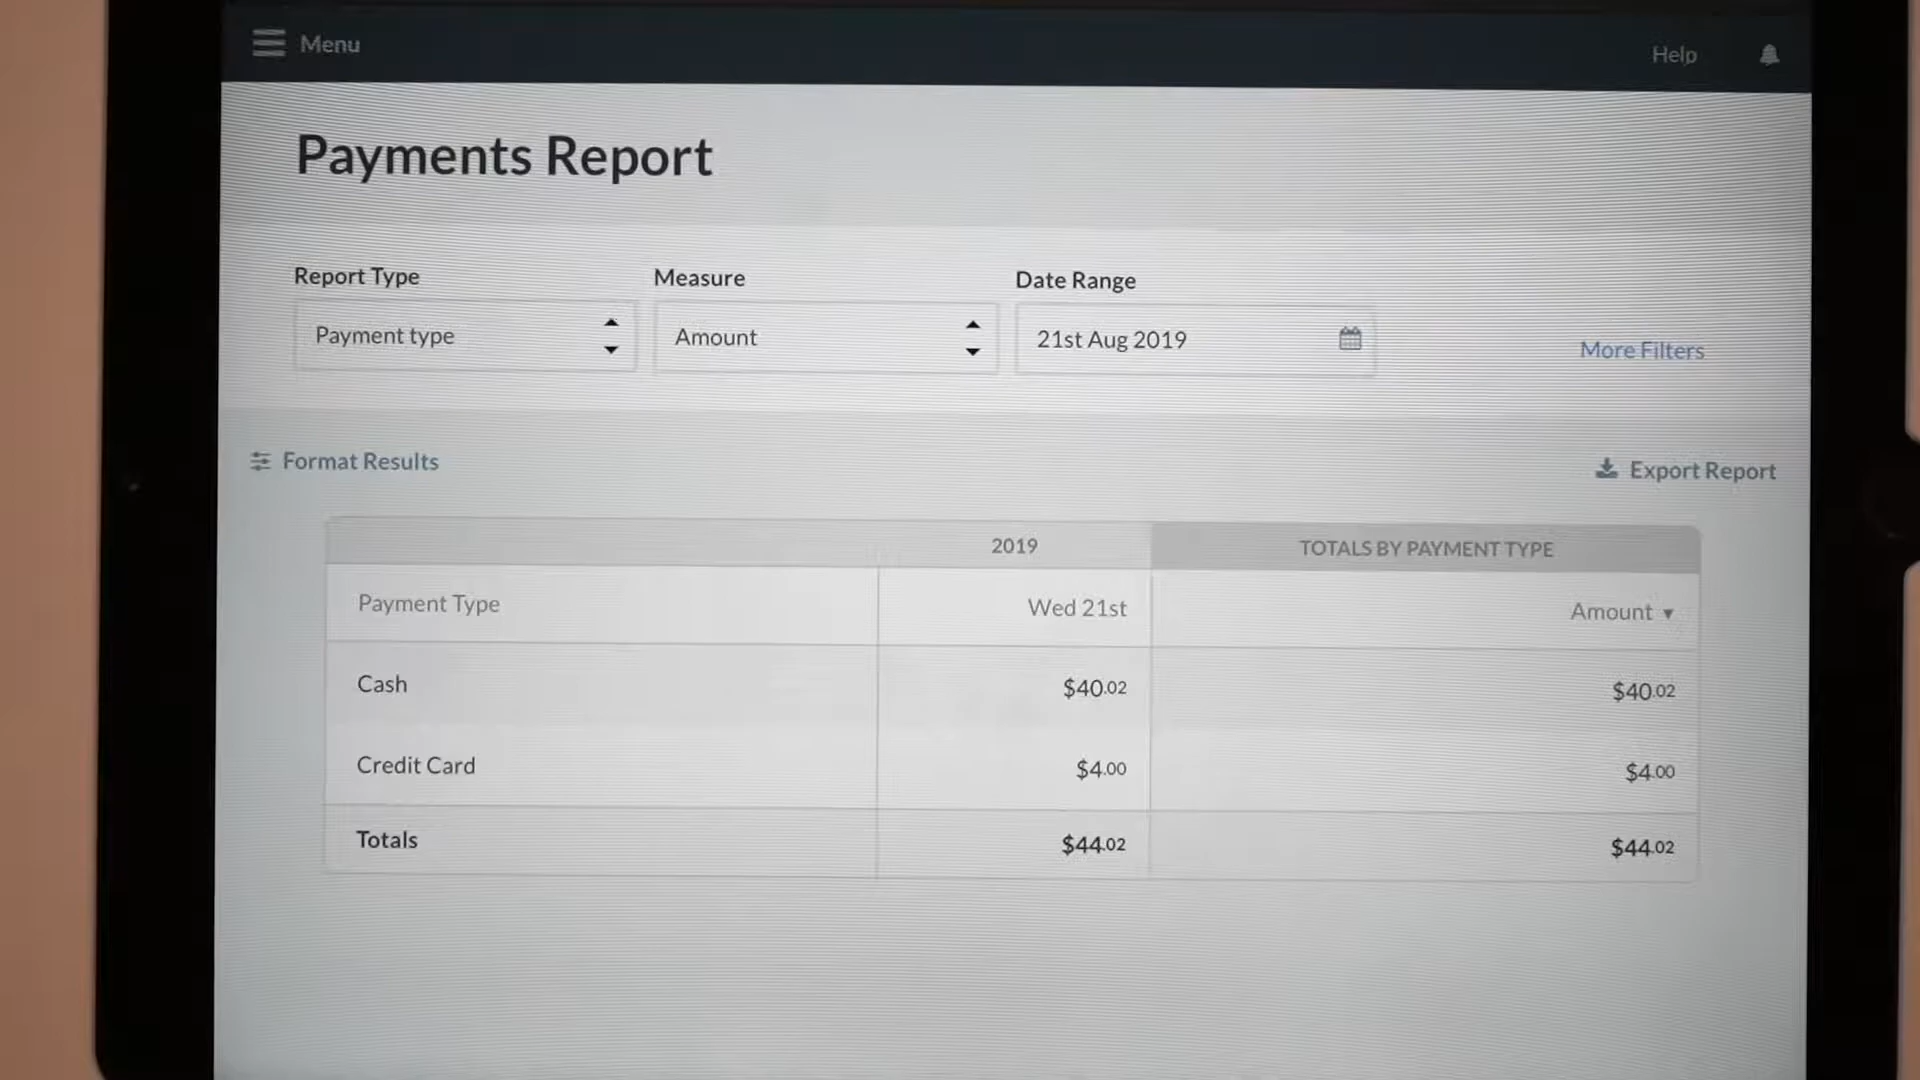 Menu
Help
Payments Report
Report Type
Measure
Date Range
Payment type
Amount
21st Aug 2019
More Filters
Format Results
Export Report
2019
TOTALS BY PAYMENT TYPE
Payment Type
Wed 21st
Amount ▼
Cash
$40.02
$40.02
Credit Card
$4.00
$4.00
Totals
$44.02
$44.02